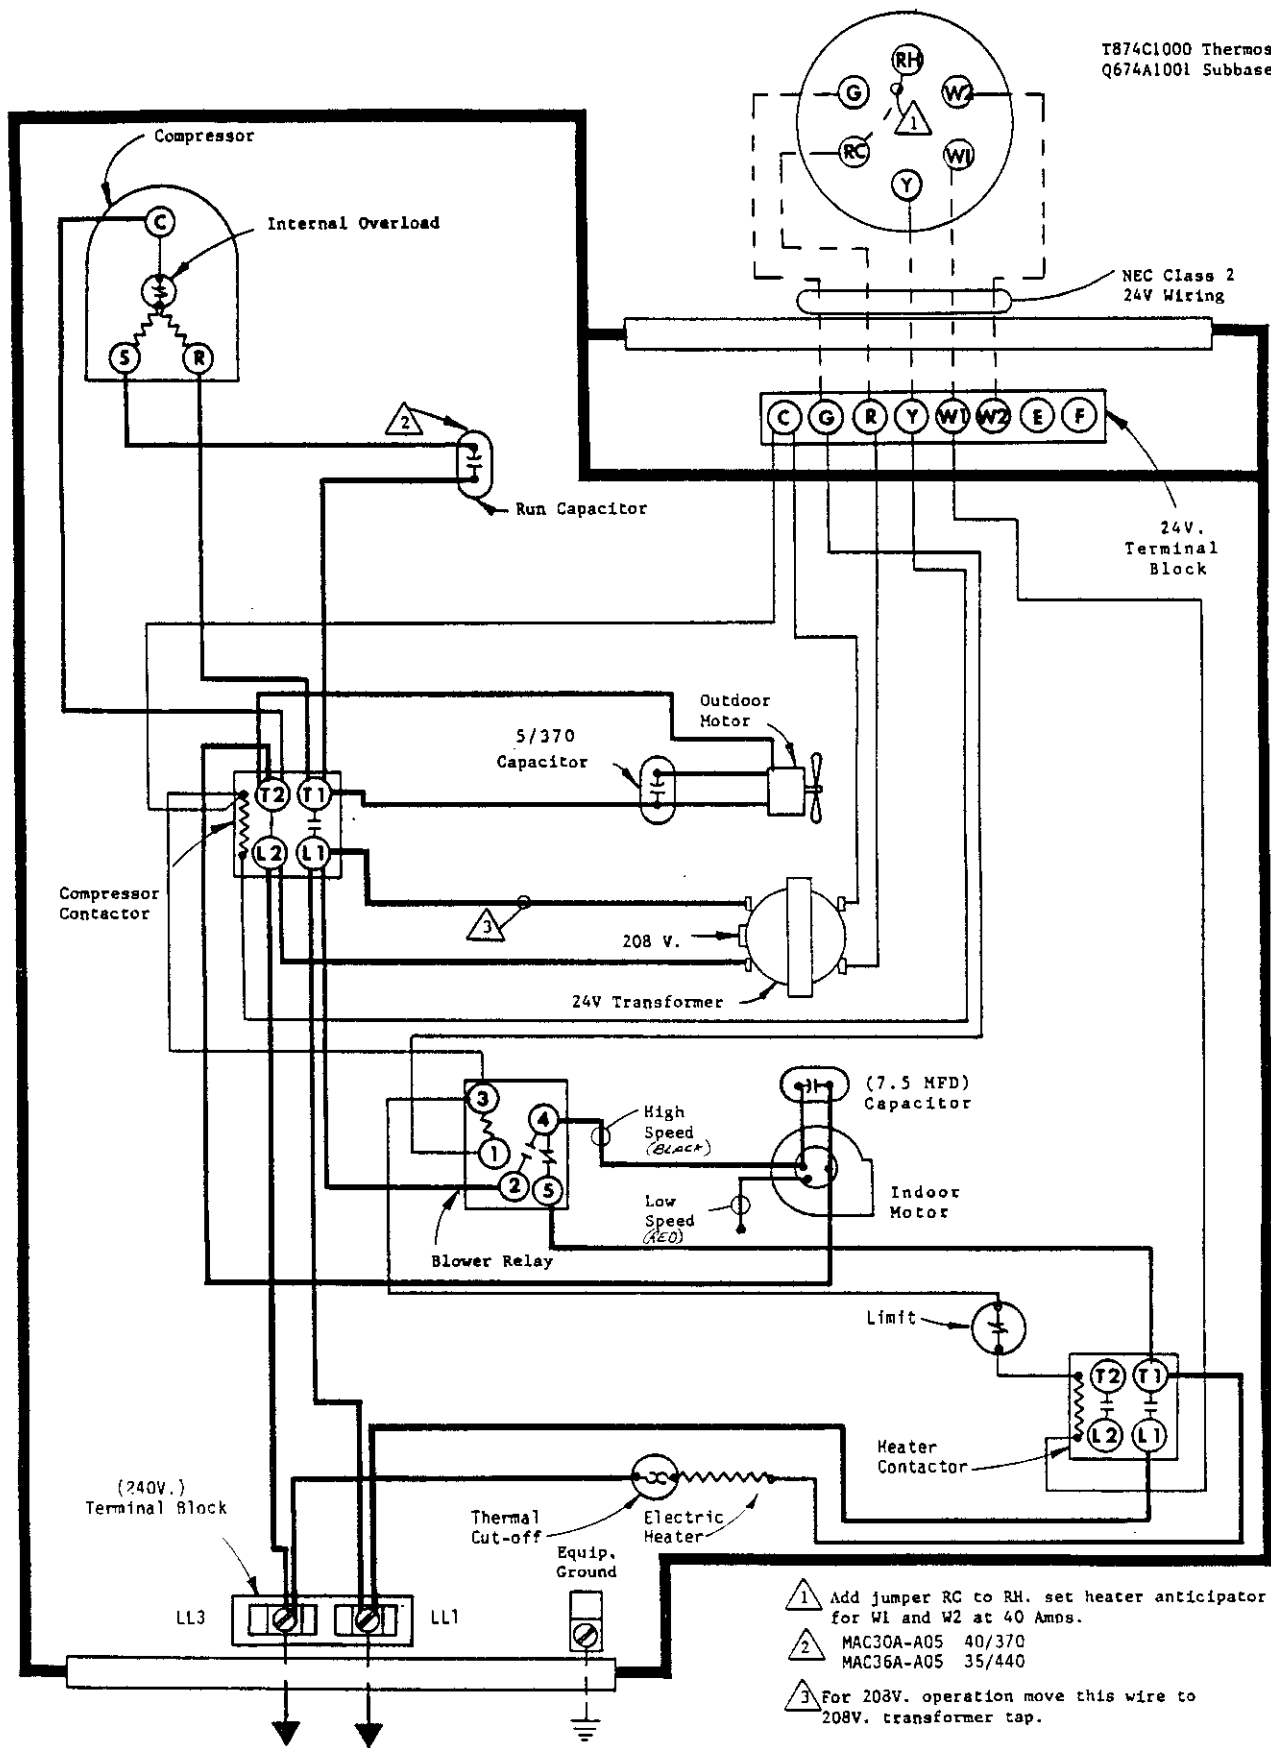 T874C1000 Thermos
Q674A1001 Subbase
RH
G
W2
1
RC
W1
Y
Compressor
C
Internal Overload
S
R
NEC Class 2
24V Wiring
C G R Y W1 W2 E F
2
Run Capacitor
24V.
Terminal
Block
Outdoor
Motor
5/370
Capacitor
T2 T1
L2 L1
Compressor
Contactor
3
208 V.
24V Transformer
(7.5 MFD)
Capacitor
3
4
1
2
5
High
Speed
(BLACK)
Low
Speed
(RED)
Indoor
Motor
Blower Relay
Limit
T2 T1
L2 L1
Heater
Contactor
(240V.)
Terminal Block
Thermal
Cut-off
Electric
Heater
Equip.
Ground
LL3
LL1
1 Add jumper RC to RH. set heater anticipator
for W1 and W2 at 40 Amps.
2 MAC30A-A05 40/370
MAC36A-A05 35/440
3 For 208V. operation move this wire to
208V. transformer tap.